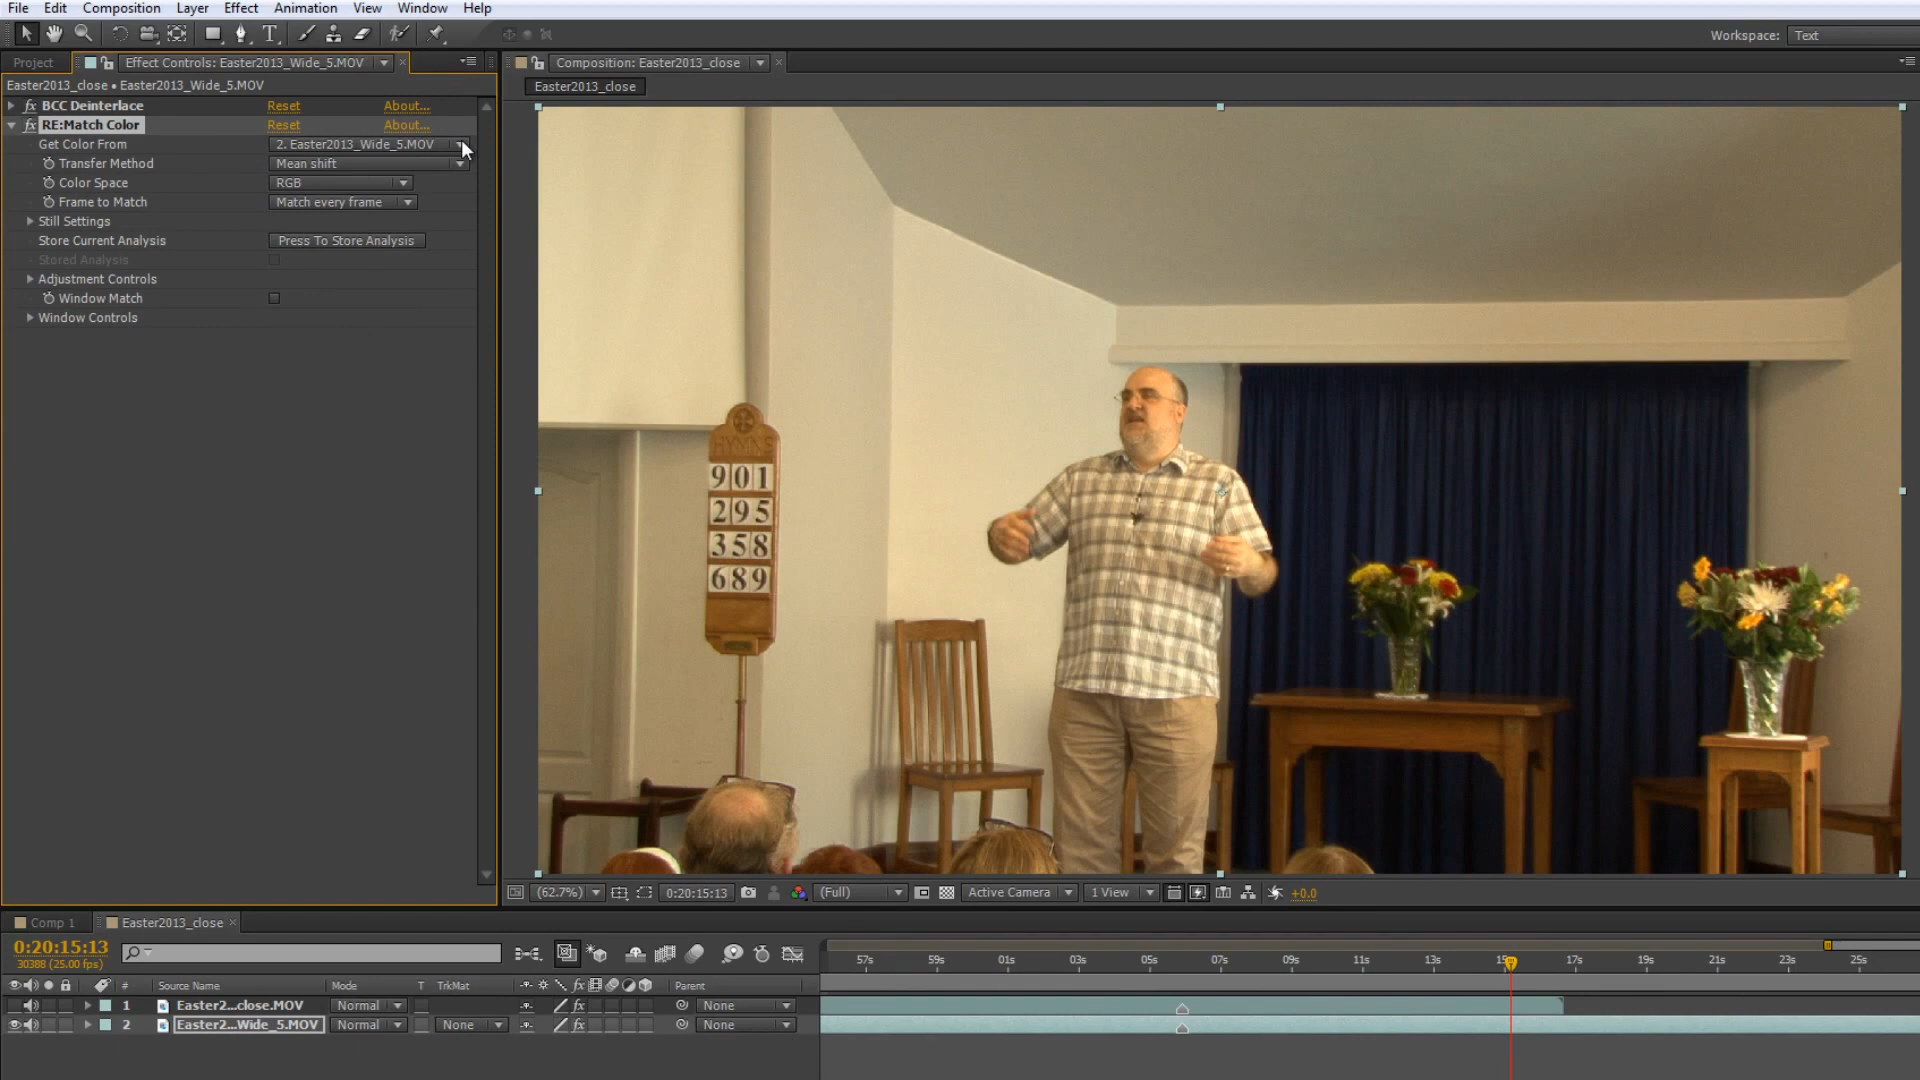 File Edit Composition Layer Effect Animation View Window Help
Workspace: Text
Project Effect Controls: Easter2013_Wide_5.MOV
Composition: Easter2013_close
Easter2013_close • Easter2013_Wide_5.MOV
Easter2013_close
fx BCC Deinterlace Reset About...
fx RE:Match Color Reset About...
Get Color From 2. Easter2013_Wide_5.MOV
Transfer Method Mean shift
Color Space RGB
Frame to Match Match every frame
Still Settings
Store Current Analysis Press To Store Analysis
Stored Analysis
Adjustment Controls
Window Match
Window Controls
HYMNS
901
295
358
689
(62.7%) 0:20:15:13 (Full) Active Camera 1 View +0.0
Comp 1 Easter2013_close
0:20:15:13
30388 (25.00 fps)
57s 59s 01s 03s 05s 07s 09s 11s 13s 15s 17s 19s 21s 23s 25s
# Source Name Mode T TrkMat fx Parent
1 Easter2...close.MOV Normal fx None
2 Easter2...Wide_5.MOV Normal None fx None